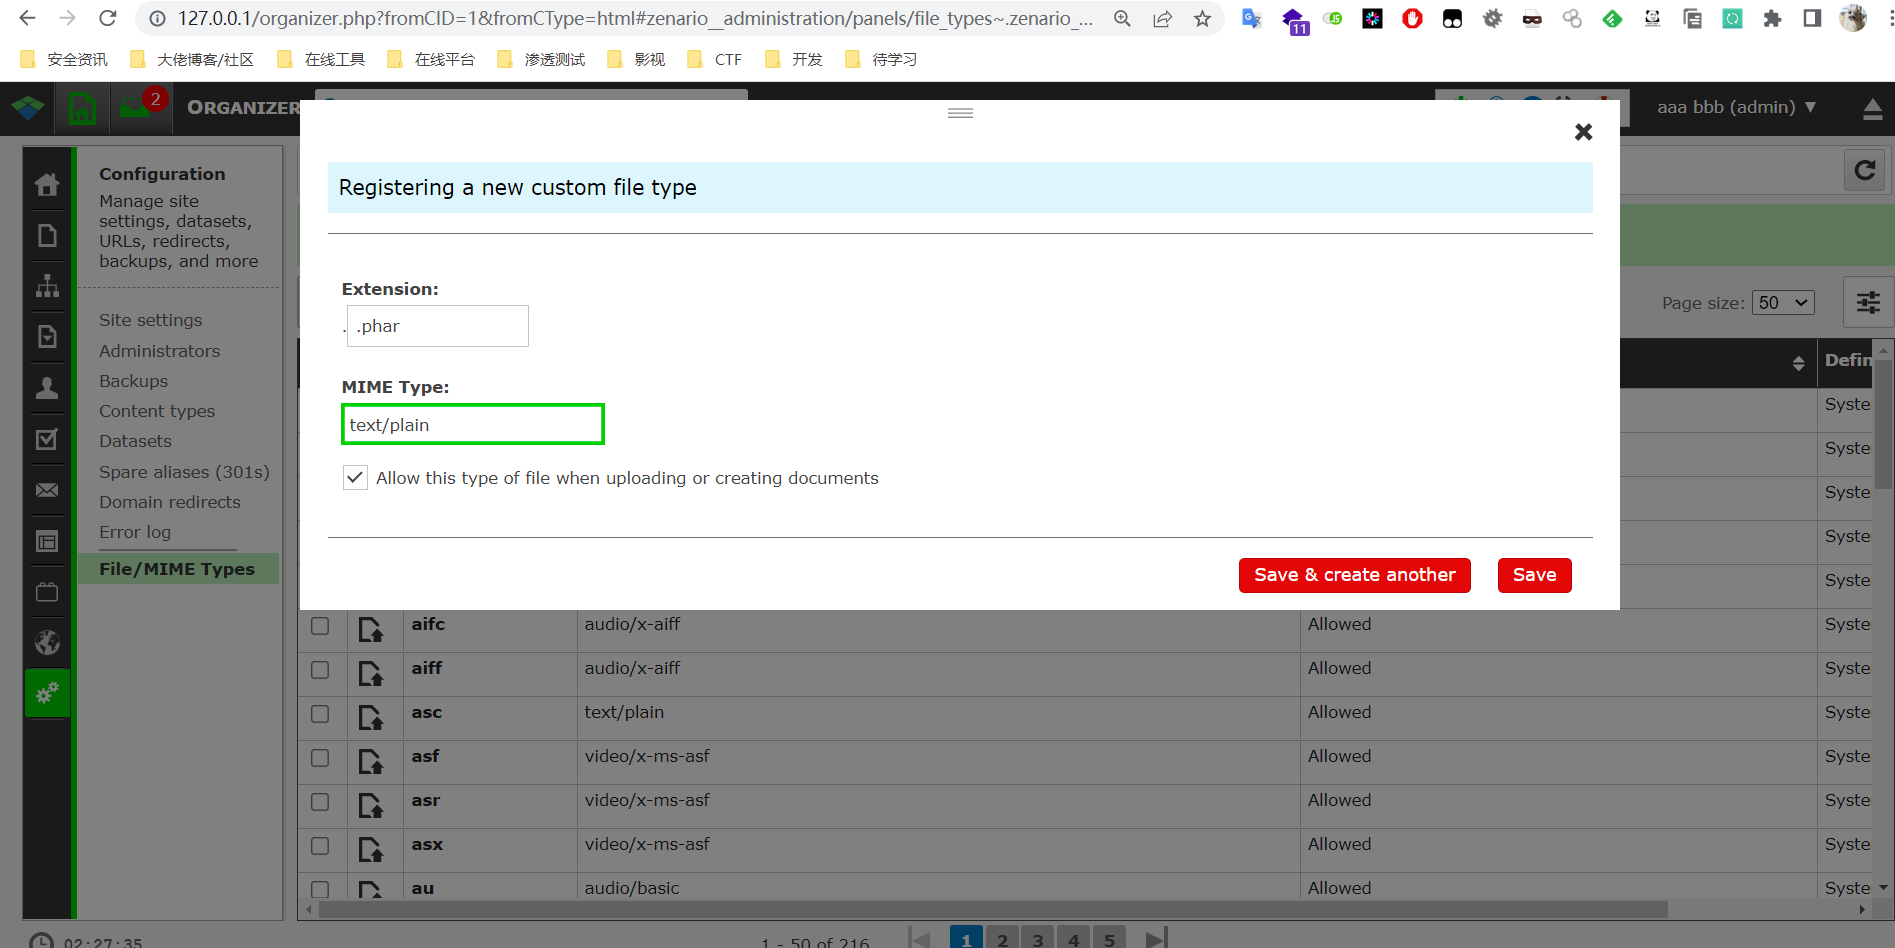 127.0.0.1/organizer.php?fromCID=1&fromCType=html#zenario__administration/panels/file_types~.zenario_...
11
安全资讯 大佬博客/社区 在线工具 在线平台 渗透测试 影视 CTF 开发 待学习
2 ORGANIZER aaa bbb (admin) ▼
Configuration
Manage site
settings, datasets,
URLs, redirects,
backups, and more
Site settings
Administrators
Backups
Content types
Datasets
Spare aliases (301s)
Domain redirects
Error log
File/MIME Types
Registering a new custom file type
Extension:
. .phar
MIME Type:
text/plain
Allow this type of file when uploading or creating documents
Save & create another Save
Page size: 50
Defin
Syste
Syste
Syste
Syste
Syste
aifc audio/x-aiff Allowed Syste
aiff audio/x-aiff Allowed Syste
asc text/plain Allowed Syste
asf video/x-ms-asf Allowed Syste
asr video/x-ms-asf Allowed Syste
asx video/x-ms-asf Allowed Syste
au audio/basic Allowed Syste
02:27:35 1 - 50 of 216 1 2 3 4 5